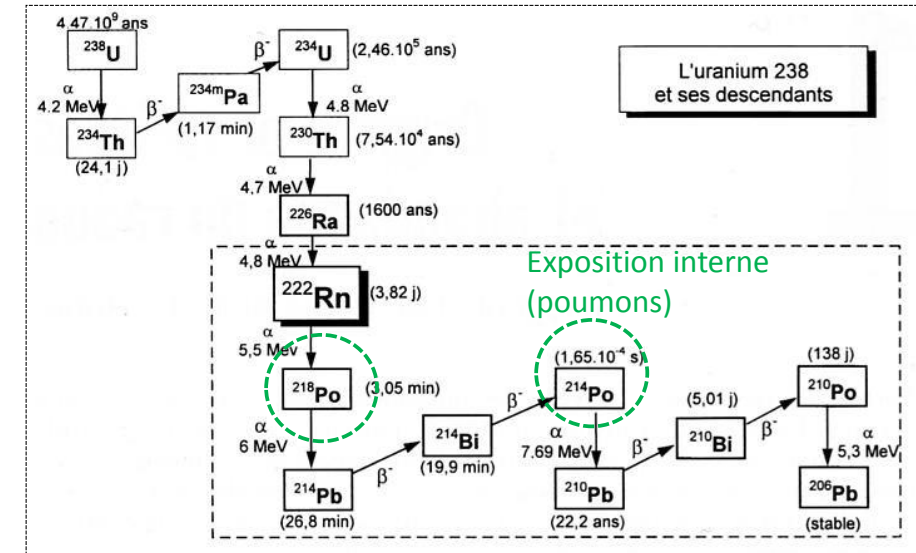 4,47.10⁹ ans
²³⁸U
α
4.2 MeV
²³⁴Th
(24,1 j)
β⁻
²³⁴ᵐPa
(1,17 min)
β⁻
²³⁴U
(2,46.10⁵ ans)
α
4.8 MeV
²³⁰Th
(7,54.10⁴ ans)
α
4,7 MeV
²²⁶Ra
(1600 ans)
L'uranium 238
et ses descendants
α
4,8 MeV
²²²Rn
(3,82 j)
Exposition interne
(poumons)
α
5,5 Mev
²¹⁸Po
(3,05 min)
α
6 MeV
²¹⁴Pb
(26,8 min)
β⁻
²¹⁴Bi
(19,9 min)
β⁻
(1,65.10⁻⁴ s)
²¹⁴Po
α
7.69 MeV
²¹⁰Pb
(22,2 ans)
β⁻
(5,01 j)
²¹⁰Bi
β⁻
(138 j)
²¹⁰Po
α
5,3 MeV
²⁰⁶Pb
(stable)